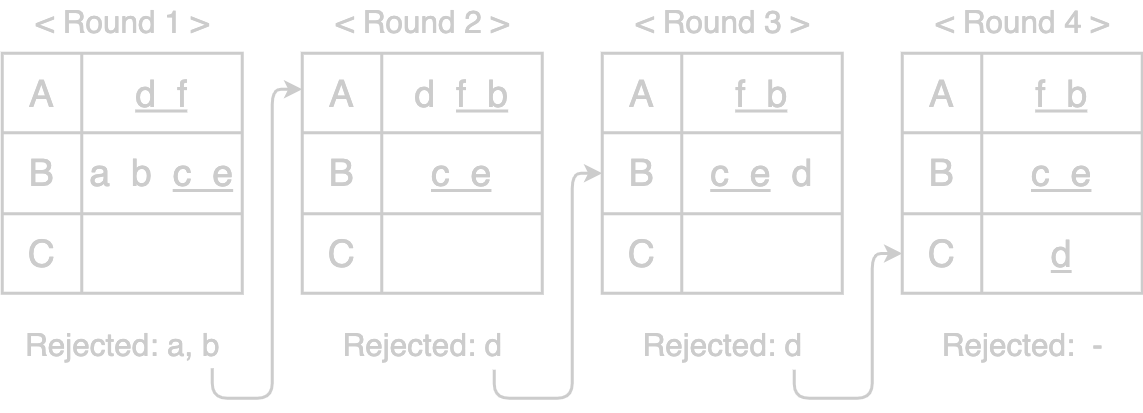 < Round 1 >
A d f
B a b c e
C
Rejected: a, b
< Round 2 >
A d f b
B c e
C
Rejected: d
< Round 3 >
A f b
B c e d
C
Rejected: d
< Round 4 >
A f b
B c e
C d
Rejected: -